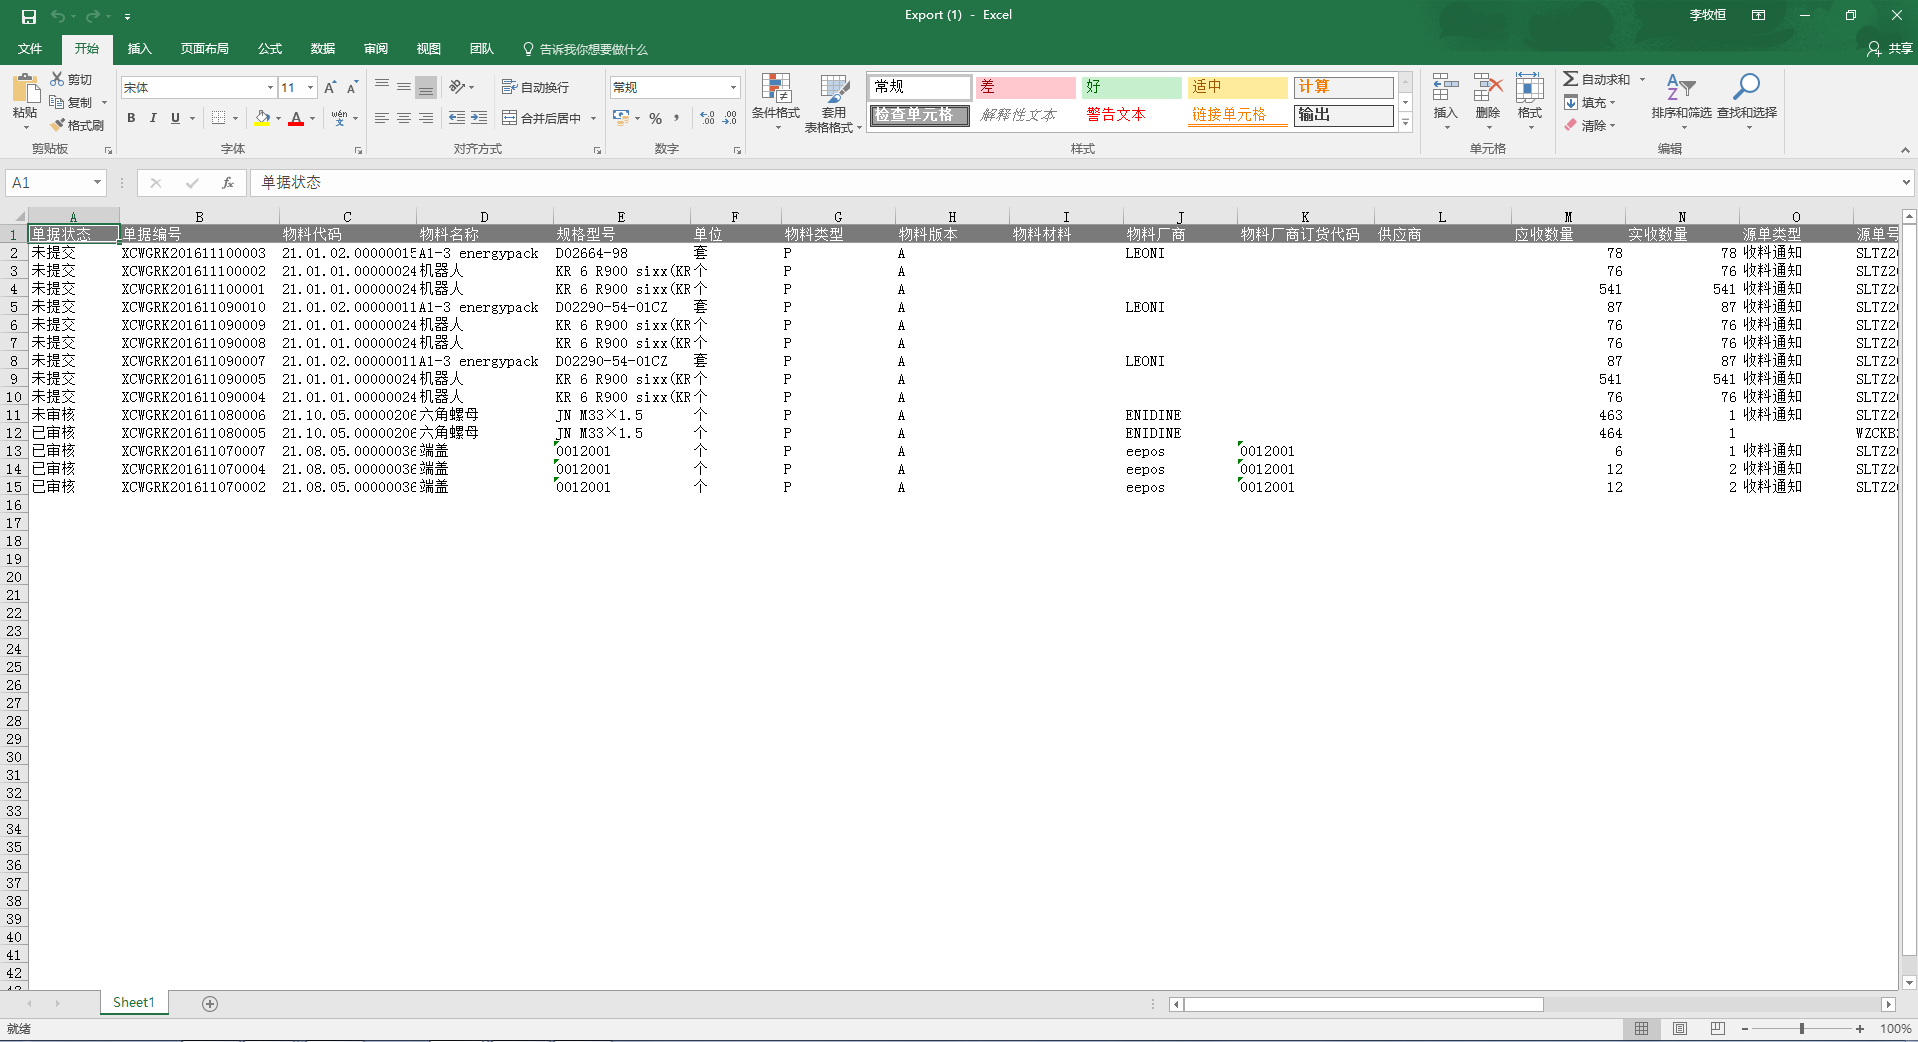 Export (1) - Excel
李牧恒
文件 开始 插入 页面布局 公式 数据 审阅 视图 团队 告诉我你想要做什么 共享
粘贴 剪切 复制 格式刷 剪贴板
宋体 11 B I U wén 文 字体
自动换行 合并后居中 对齐方式
常规 % 数字
条件格式 套用 表格格式
常规 差 好 适中 计算
检查单元格 解释性文本 警告文本 链接单元格 输出
样式
插入 删除 格式 单元格
自动求和 填充 清除 排序和筛选 查找和选择 编辑
A1 fx 单据状态
A B C D E F G H I J K L M N O
1 单据状态 单据编号 物料代码 物料名称 规格型号 单位 物料类型 物料版本 物料材料 物料厂商 物料厂商订货代码 供应商 应收数量 实收数量 源单类型 源单号
2 未提交 XCWGRK201611100003 21.01.02.00000015 A1-3 energypack D02664-98 套 P A LEONI 78 78 收料通知 SLTZ20
3 未提交 XCWGRK201611100002 21.01.01.00000024 机器人 KR 6 R900 sixx(KR 个 P A 76 76 收料通知 SLTZ20
4 未提交 XCWGRK201611100001 21.01.01.00000024 机器人 KR 6 R900 sixx(KR 个 P A 541 541 收料通知 SLTZ20
5 未提交 XCWGRK201611090010 21.01.02.00000011 A1-3 energypack D02290-54-01CZ 套 P A LEONI 87 87 收料通知 SLTZ20
6 未提交 XCWGRK201611090009 21.01.01.00000024 机器人 KR 6 R900 sixx(KR 个 P A 76 76 收料通知 SLTZ20
7 未提交 XCWGRK201611090008 21.01.01.00000024 机器人 KR 6 R900 sixx(KR 个 P A 76 76 收料通知 SLTZ20
8 未提交 XCWGRK201611090007 21.01.02.00000011 A1-3 energypack D02290-54-01CZ 套 P A LEONI 87 87 收料通知 SLTZ20
9 未提交 XCWGRK201611090005 21.01.01.00000024 机器人 KR 6 R900 sixx(KR 个 P A 541 541 收料通知 SLTZ20
10 未提交 XCWGRK201611090004 21.01.01.00000024 机器人 KR 6 R900 sixx(KR 个 P A 76 76 收料通知 SLTZ20
11 未审核 XCWGRK201611080006 21.10.05.00000206 六角螺母 JN M33×1.5 个 P A ENIDINE 463 1 收料通知 SLTZ20
12 已审核 XCWGRK201611080005 21.10.05.00000206 六角螺母 JN M33×1.5 个 P A ENIDINE 464 1 WZCKB
13 已审核 XCWGRK201611070007 21.08.05.00000036 端盖 0012001 个 P A eepos 0012001 6 1 收料通知 SLTZ20
14 已审核 XCWGRK201611070004 21.08.05.00000036 端盖 0012001 个 P A eepos 0012001 12 2 收料通知 SLTZ20
15 已审核 XCWGRK201611070002 21.08.05.00000036 端盖 0012001 个 P A eepos 0012001 12 2 收料通知 SLTZ20
16
17
18
19
20
21
22
23
24
25
26
27
28
29
30
31
32
33
34
35
36
37
38
39
40
41
42
Sheet1
就绪 100%